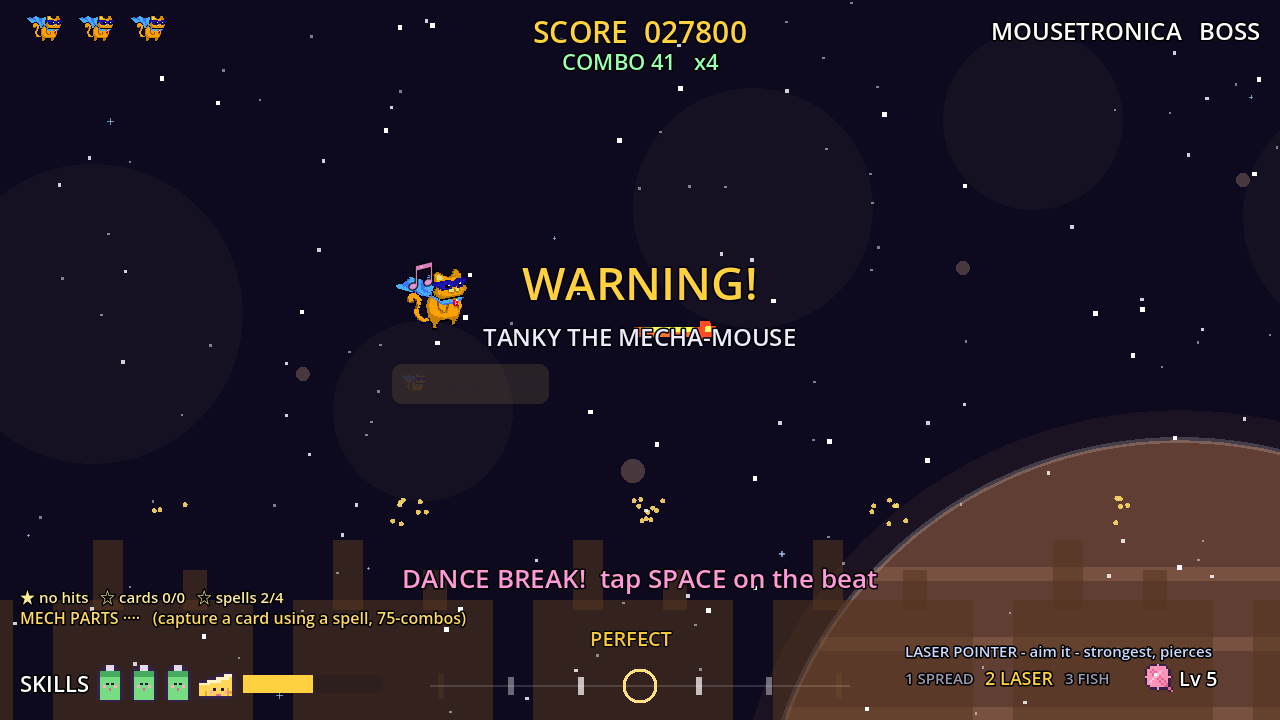 SCORE 027800
MOUSETRONICA BOSS
COMBO 41 x4
WARNING!
TANKY THE MECHA-MOUSE
DANCE BREAK! tap SPACE on the beat
★ no hits ☆ cards 0/0 ☆ spells 2/4
MECH PARTS ···· (capture a card using a spell, 75-combos)
PERFECT
LASER POINTER - aim it - strongest, pierces
SKILLS
1 SPREAD 2 LASER 3 FISH
Lv 5